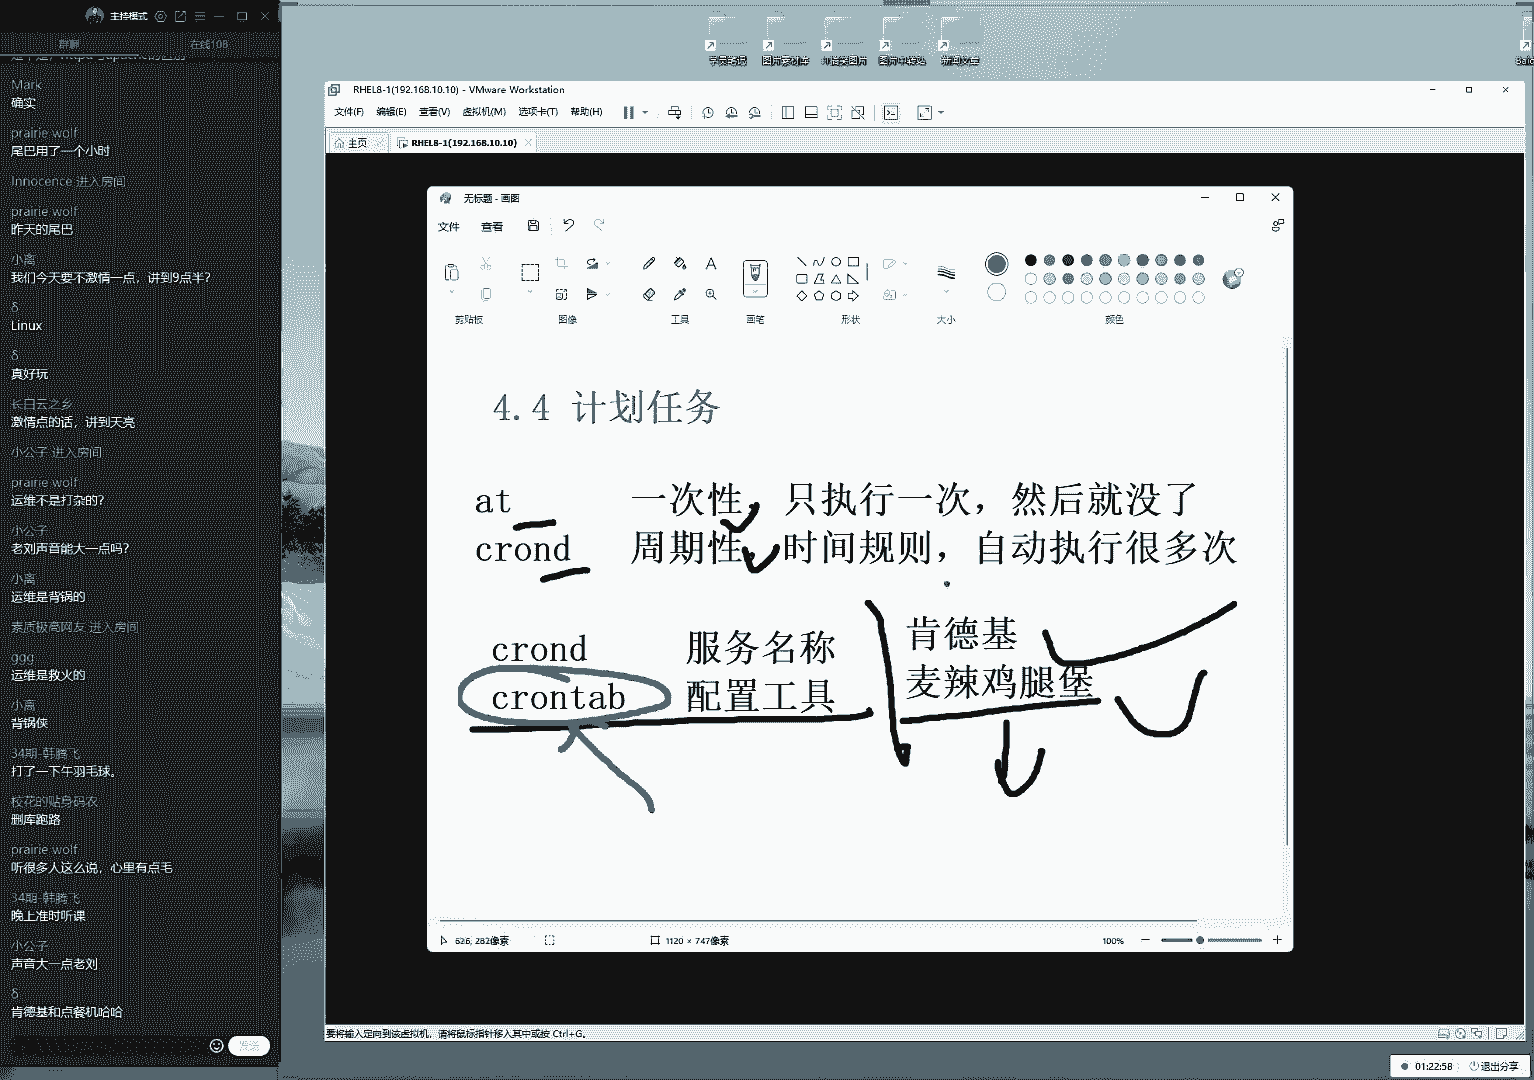 主持模式
群聊
在线108
Mark
确实
prairie wolf
尾巴用了一个小时
Innocence 进入房间
prairie wolf
昨天的尾巴
小离
我们今天要不激情一点，讲到9点半？
δ
Linux
δ
真好玩
长日云之乡
激情点的话，讲到天亮
小公子 进入房间
prairie wolf
运维不是打杂的？
小公子
老刘声音能大一点吗？
小离
运维是背锅的
素质极高网友 进入房间
ggg
运维是救火的
小离
背锅侠
34期-韩腾飞
打了一下午羽毛球。
校花的贴身码农
删库跑路
prairie wolf
听很多人这么说，心里有点毛
34期-韩腾飞
晚上准时听课
小公子
声音大一点老刘
δ
肯德基和点餐机哈哈
发送
图片素材库
图片中转站
RHEL8-1(192.168.10.10) - VMware Workstation
文件(F) 编辑(E) 查看(V) 虚拟机(M) 选项卡(T) 帮助(H)
主页 RHEL8-1(192.168.10.10)
无标题 - 画图
文件 查看
剪贴板 图像 工具 画笔 形状 大小 颜色
4.4 计划任务
at 一次性，只执行一次，然后就没了
crond 周期性，时间规则，自动执行很多次
crond 服务名称 肯德基
crontab 配置工具 麦辣鸡腿堡
626, 282像素 1120 × 747像素 100%
要将输入定向到该虚拟机，请将鼠标指针移入其中或按 Ctrl+G。
01:22:58 退出分享